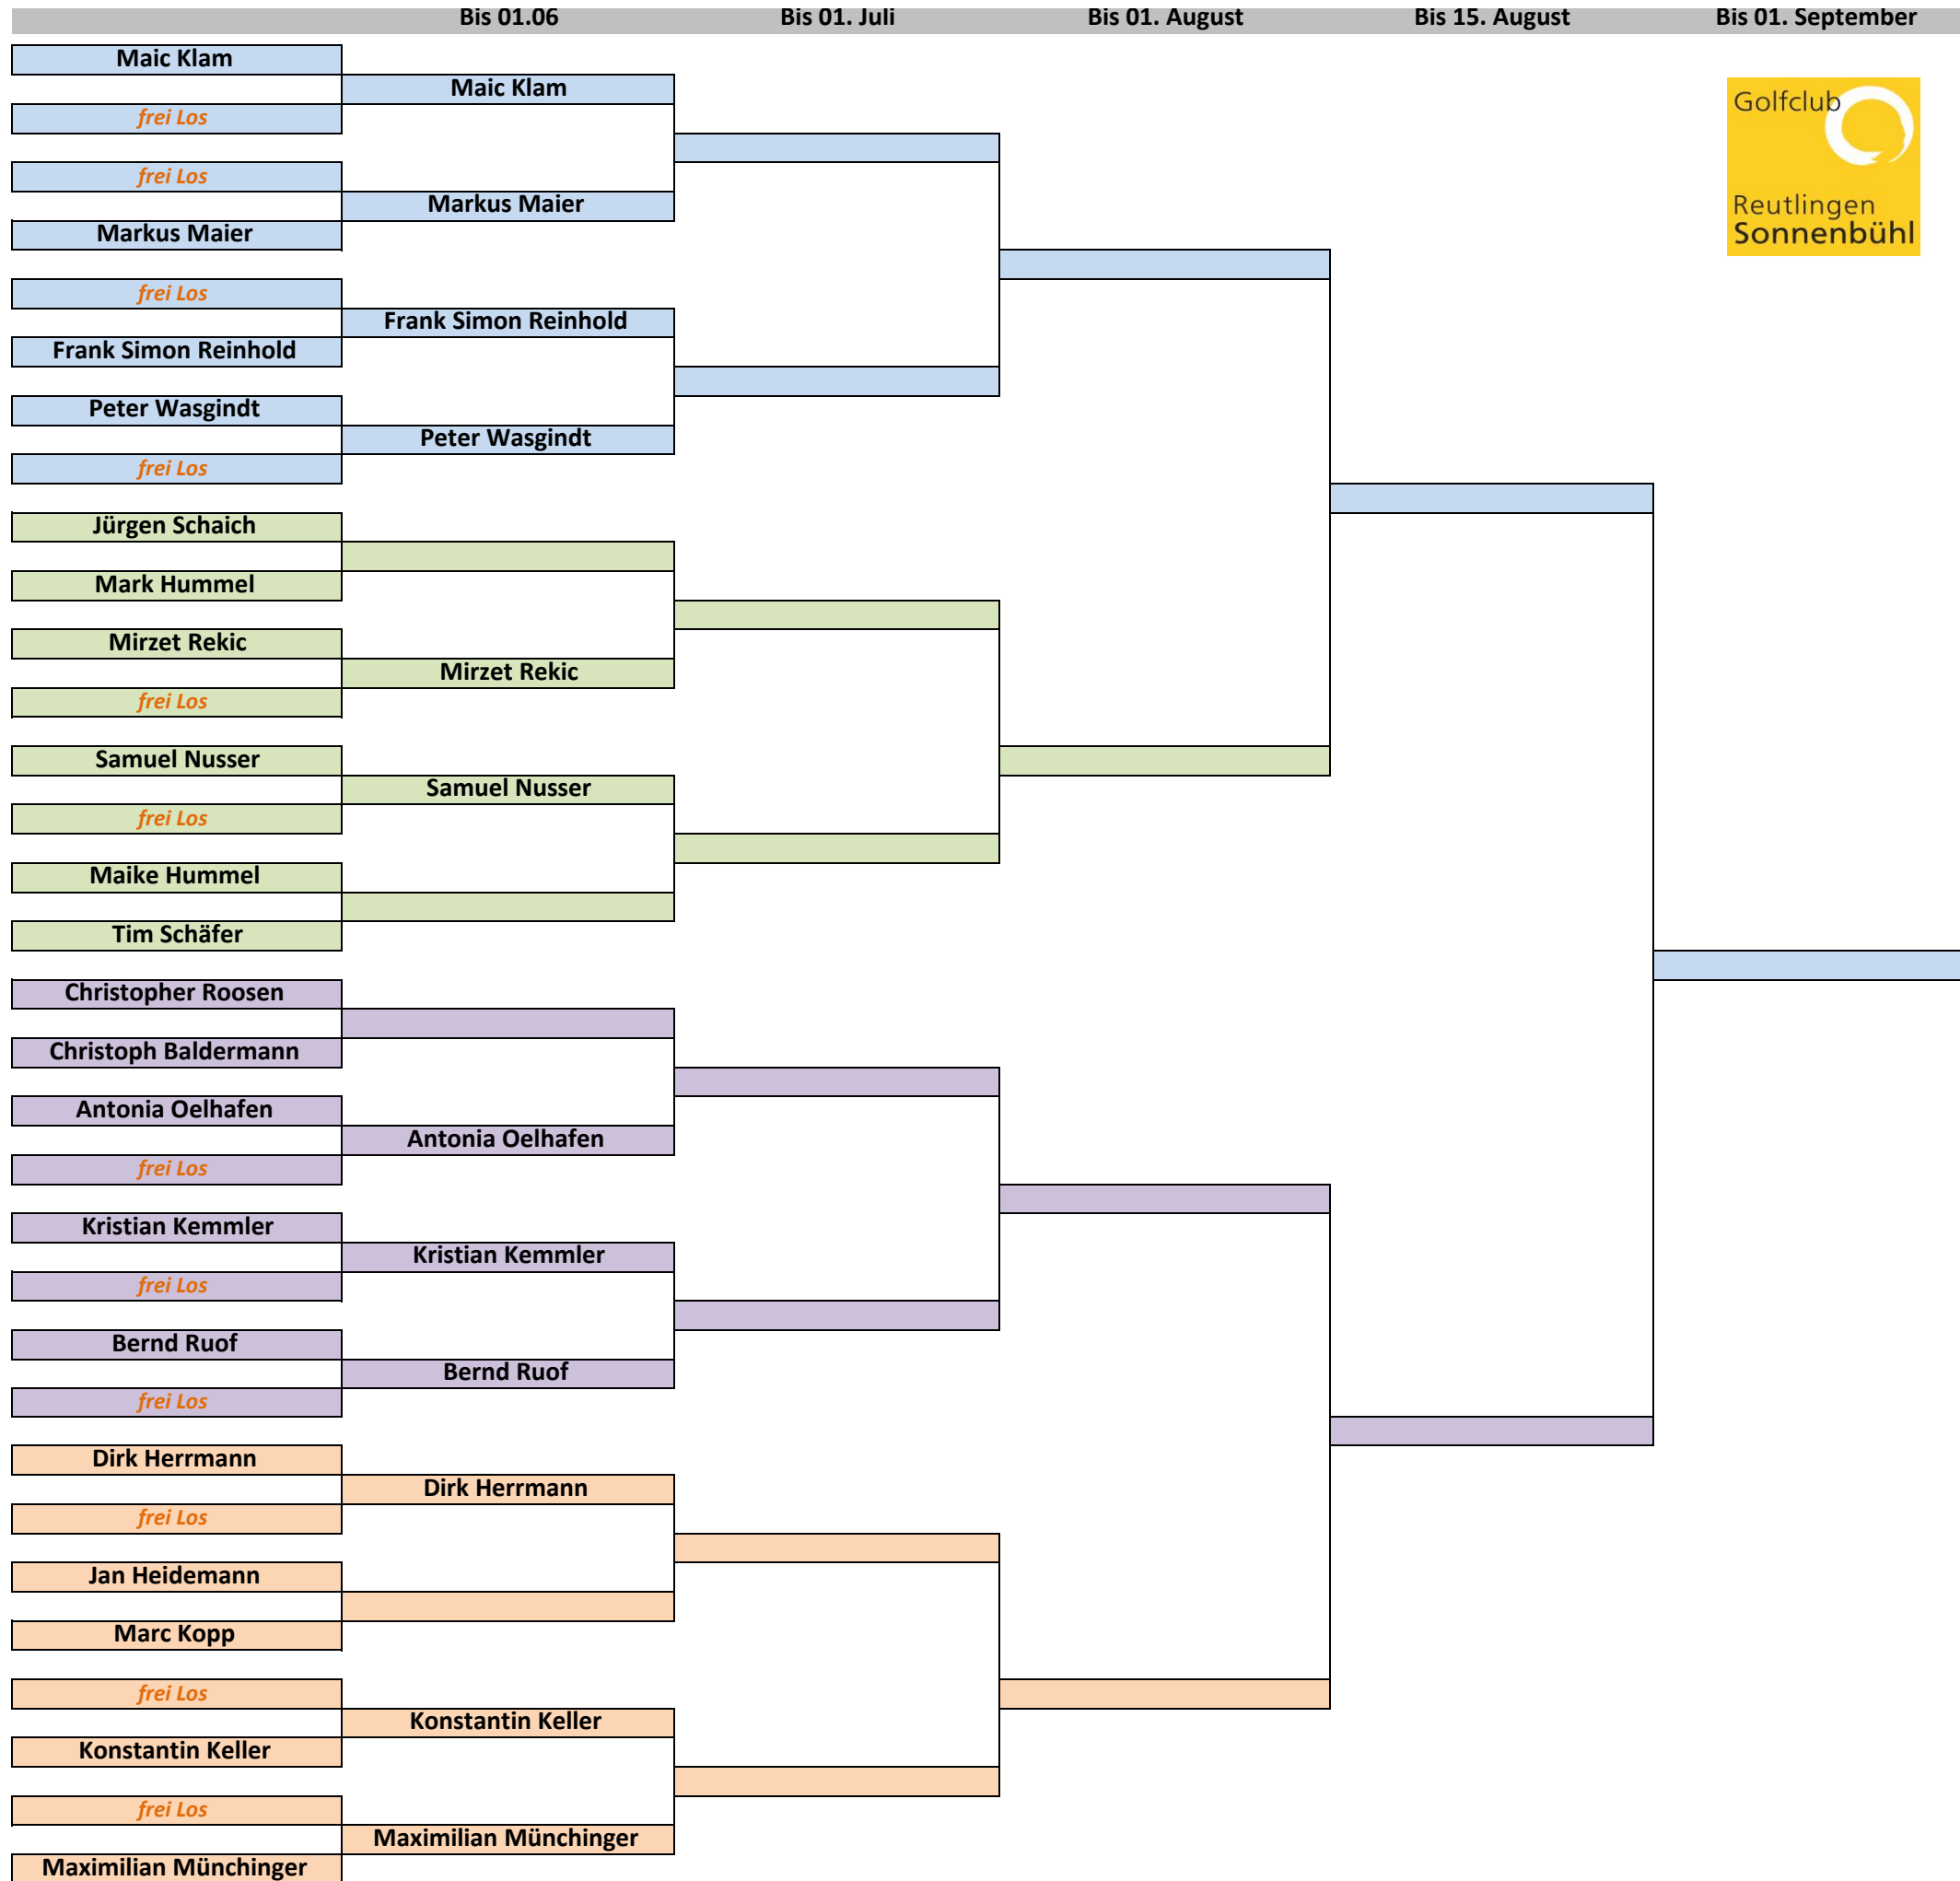 Bis 01.06 Bis 01. Juli Bis 01. August Bis 15. August Bis 01. September
Maic Klam
Maic Klam
frei Los
frei Los
Markus Maier
Markus Maier
frei Los
Frank Simon Reinhold
Frank Simon Reinhold
Peter Wasgindt
Peter Wasgindt
frei Los
Jürgen Schaich
Mark Hummel
Mirzet Rekic
Mirzet Rekic
frei Los
Samuel Nusser
Samuel Nusser
frei Los
Maike Hummel
Tim Schäfer
Christopher Roosen
Christoph Baldermann
Antonia Oelhafen
Antonia Oelhafen
frei Los
Kristian Kemmler
Kristian Kemmler
frei Los
Bernd Ruof
Bernd Ruof
frei Los
Dirk Herrmann
Dirk Herrmann
frei Los
Jan Heidemann
Marc Kopp
frei Los
Konstantin Keller
Konstantin Keller
frei Los
Maximilian Münchinger
Maximilian Münchinger
Golfclub
Reutlingen
Sonnenbühl